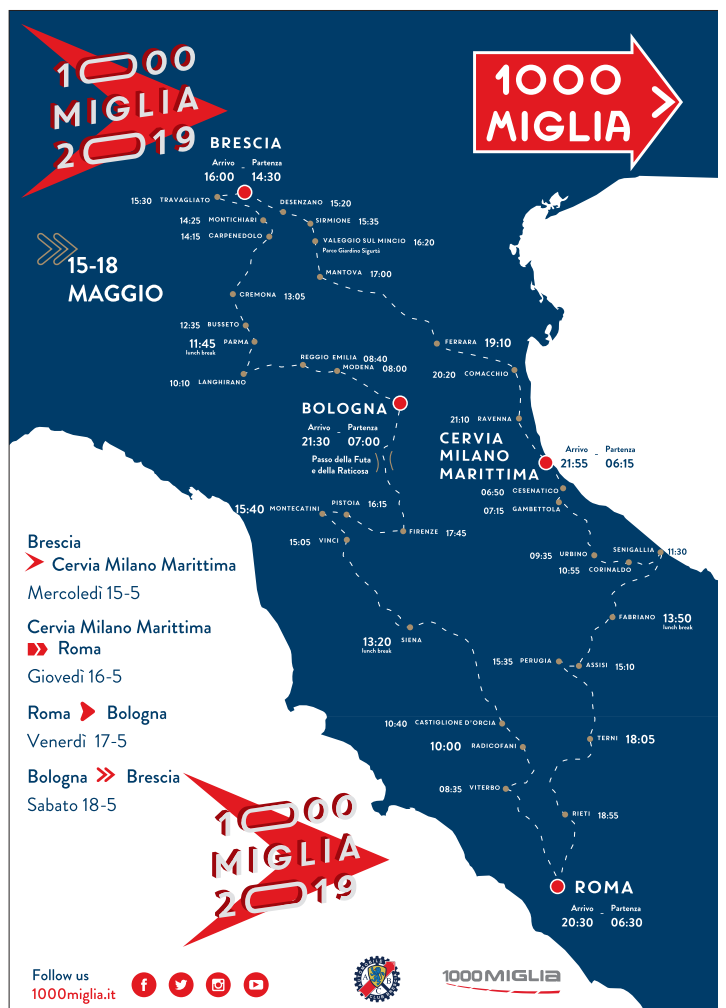 1000
MIGLIA
2019
1000
MIGLIA
BRESCIA
Arrivo - Partenza
16:00 14:30
15:30 TRAVAGLIATO
DESENZANO 15:20
14:25 MONTICHIARI
SIRMIONE 15:35
14:15 CARPENEDOLO
VALEGGIO SUL MINCIO 16:20
Parco Giardino Sigurtà
15-18
MAGGIO
MANTOVA 17:00
CREMONA 13:05
12:35 BUSSETO
11:45 PARMA
lunch break
FERRARA 19:10
REGGIO EMILIA 08:40
MODENA 08:00
10:10 LANGHIRANO
20:20 COMACCHIO
BOLOGNA
Arrivo - Partenza
21:30 07:00
Passo della Futa
e della Raticosa
21:10 RAVENNA
CERVIA
MILANO
MARITTIMA
Arrivo - Partenza
21:55 06:15
06:50 CESENATICO
07:15 GAMBETTOLA
15:40 MONTECATINI
PISTOIA 16:15
FIRENZE 17:45
15:05 VINCI
09:35 URBINO
SENIGALLIA 11:30
10:55 CORINALDO
Brescia
Cervia Milano Marittima
Mercoledì 15-5
Cervia Milano Marittima
Roma
Giovedì 16-5
Roma Bologna
Venerdì 17-5
Bologna Brescia
Sabato 18-5
FABRIANO 13:50
lunch break
13:20 SIENA
lunch break
15:35 PERUGIA
ASSISI 15:10
10:40 CASTIGLIONE D'ORCIA
10:00 RADICOFANI
TERNI 18:05
08:35 VITERBO
RIETI 18:55
1000
MIGLIA
2019
ROMA
Arrivo - Partenza
20:30 06:30
Follow us
1000miglia.it
A B C
1000MIGLIA